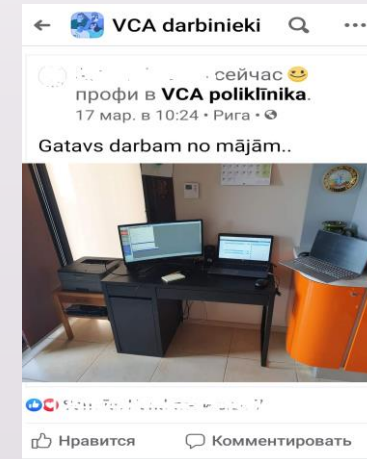 VCA darbinieki
сейчас
профи в VCA poliklīnika.
17 мар. в 10:24 • Рига •
Gatavs darbam no mājām..
Нравится Комментировать